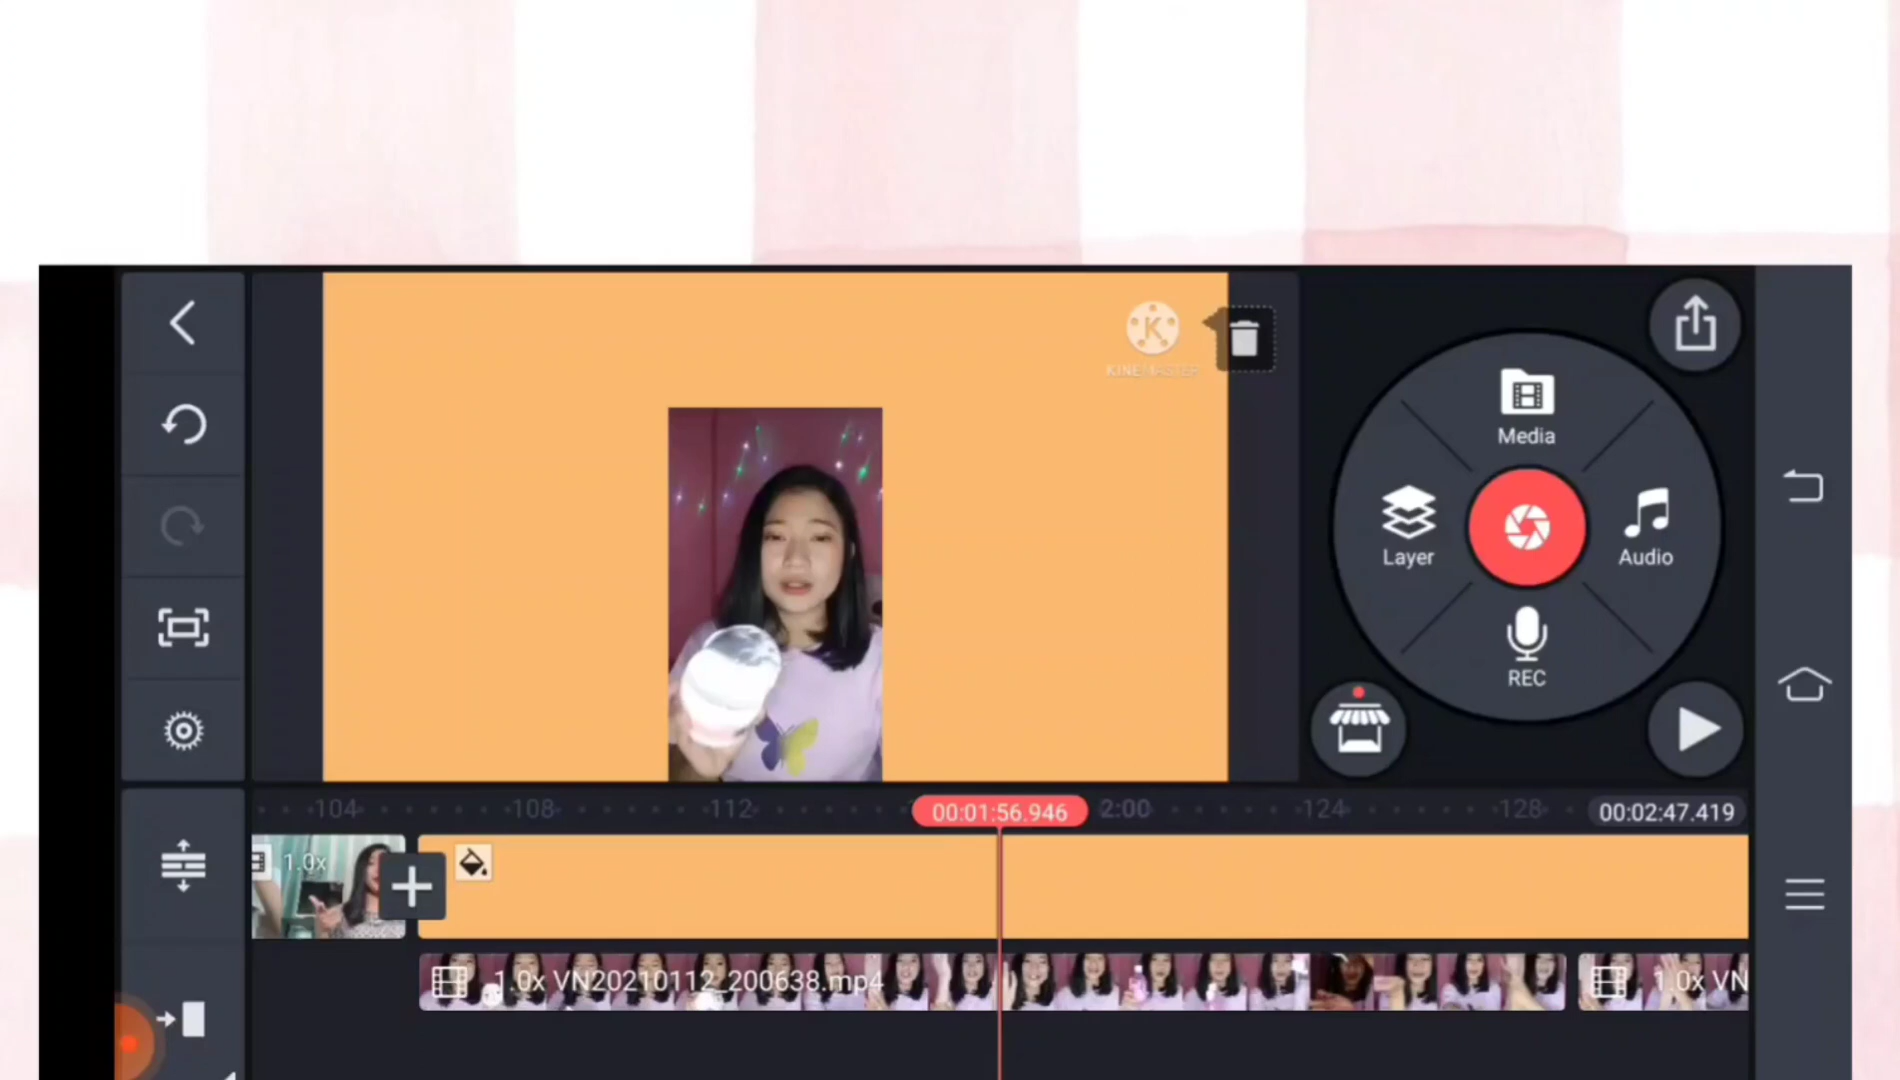 KINEMASTER
Media
Layer
Audio
REC
104
108
112
00:01:56.946
2:00
124
128
00:02:47.419
1.0x
1.0x VN20210112_200638.mp4
1.0x VN